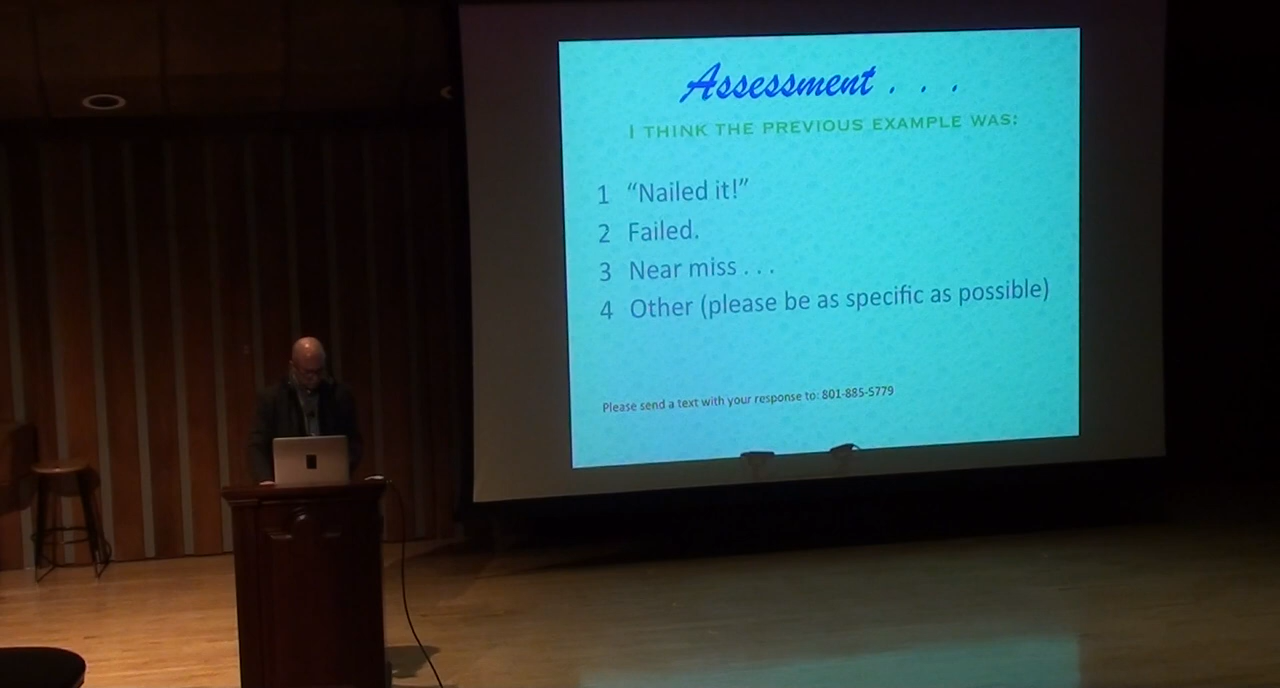 Assessment . . .
I THINK THE PREVIOUS EXAMPLE WAS:
1 “Nailed it!”
2 Failed.
3 Near miss . . .
4 Other (please be as specific as possible)
Please send a text with your response to: 801-885-5779